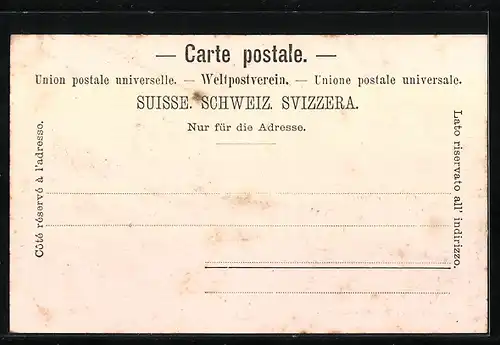 — Carte postale. —
Union postale universelle. — Weltpostverein. — Unione postale universale.
SUISSE. SCHWEIZ. SVIZZERA.
Nur für die Adresse.
Côté réservé à l'adresse.
Lato riservato all' indirizzo.